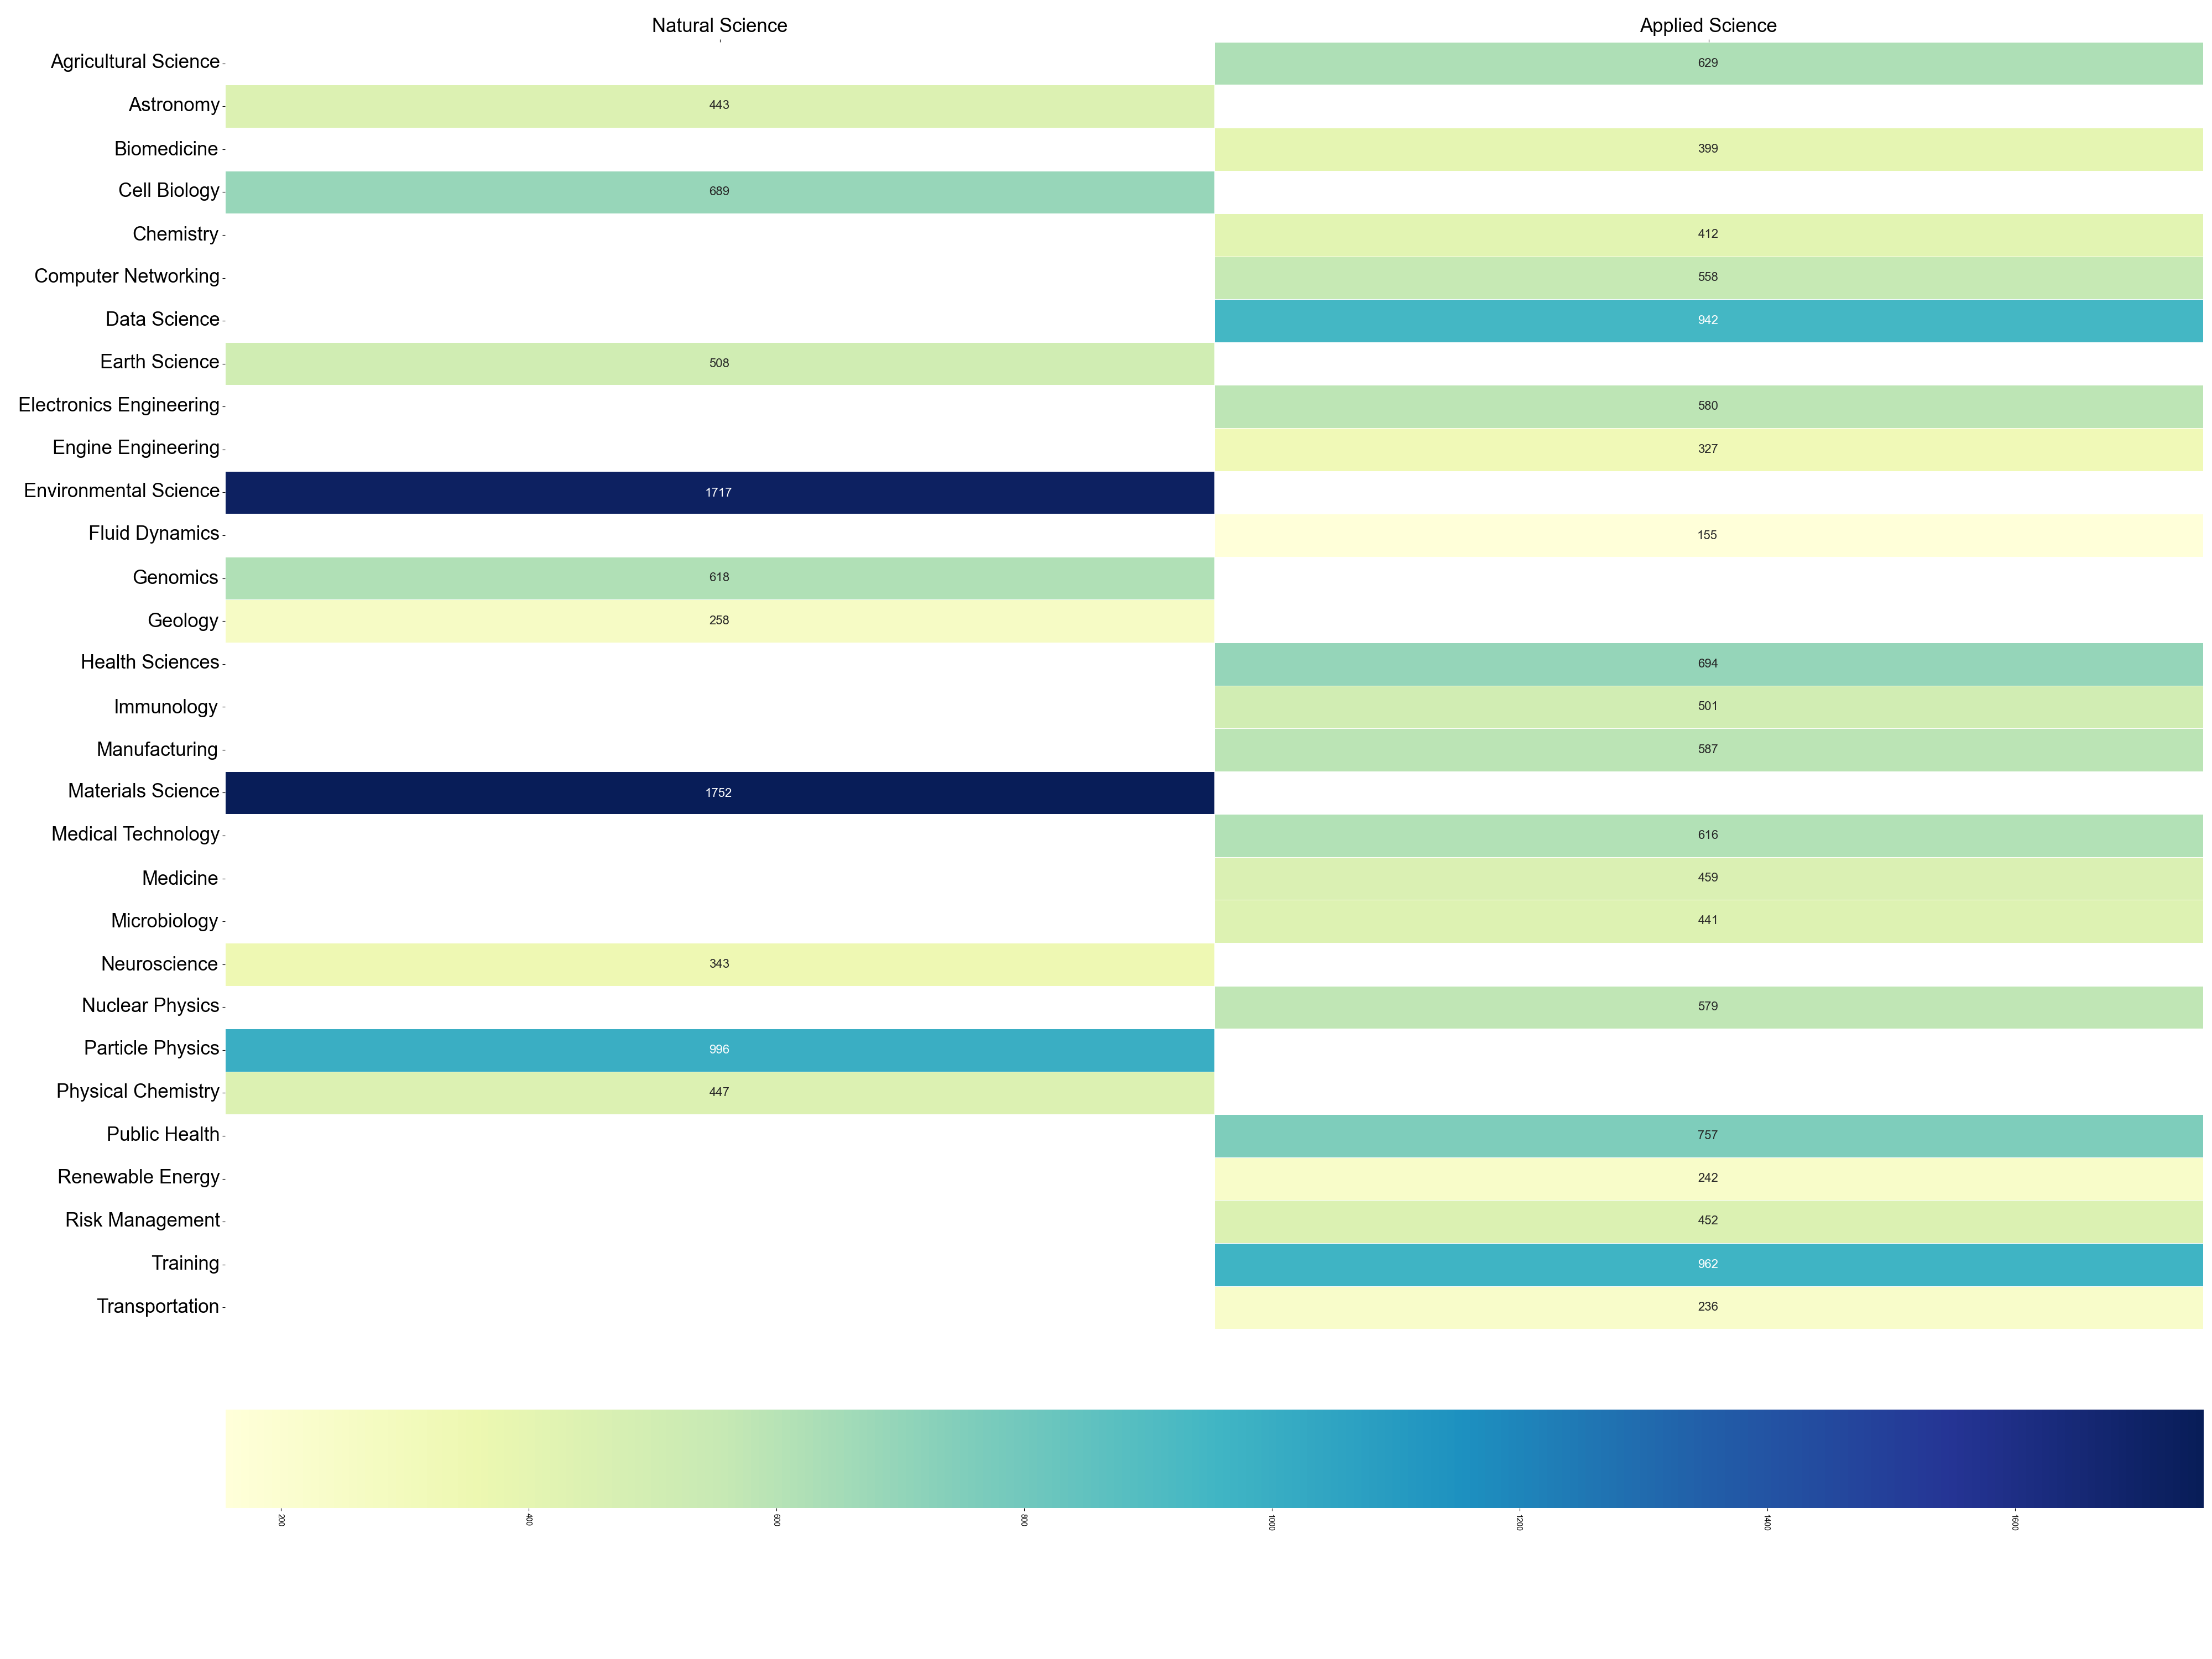 Natural Science Applied Science
Agricultural Science 629
Astronomy 443
Biomedicine 399
Cell Biology 689
Chemistry 412
Computer Networking 558
Data Science 942
Earth Science 508
Electronics Engineering 580
Engine Engineering 327
Environmental Science 1717
Fluid Dynamics 155
Genomics 618
Geology 258
Health Sciences 694
Immunology 501
Manufacturing 587
Materials Science 1752
Medical Technology 616
Medicine 459
Microbiology 441
Neuroscience 343
Nuclear Physics 579
Particle Physics 996
Physical Chemistry 447
Public Health 757
Renewable Energy 242
Risk Management 452
Training 962
Transportation 236
200 400 600 800 1000 1200 1400 1600